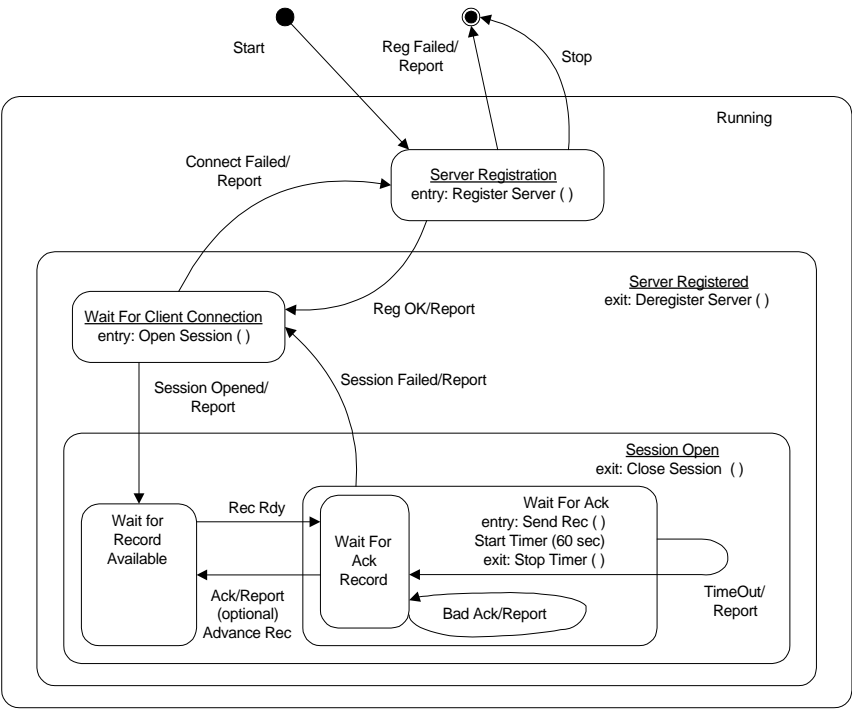 Start
Reg Failed/
Report
Stop
Running
Connect Failed/
Report
Server Registration
entry: Register Server ( )
Server Registered
exit: Deregister Server ( )
Wait For Client Connection
entry: Open Session ( )
Reg OK/Report
Session Opened/
Report
Session Failed/Report
Session Open
exit: Close Session  ( )
Wait for
Record
Available
Rec Rdy
Wait For Ack
entry: Send Rec ( )
Start Timer (60 sec)
exit: Stop Timer ( )
Wait For
Ack
Record
Ack/Report
(optional)
Advance Rec
Bad Ack/Report
TimeOut/
Report